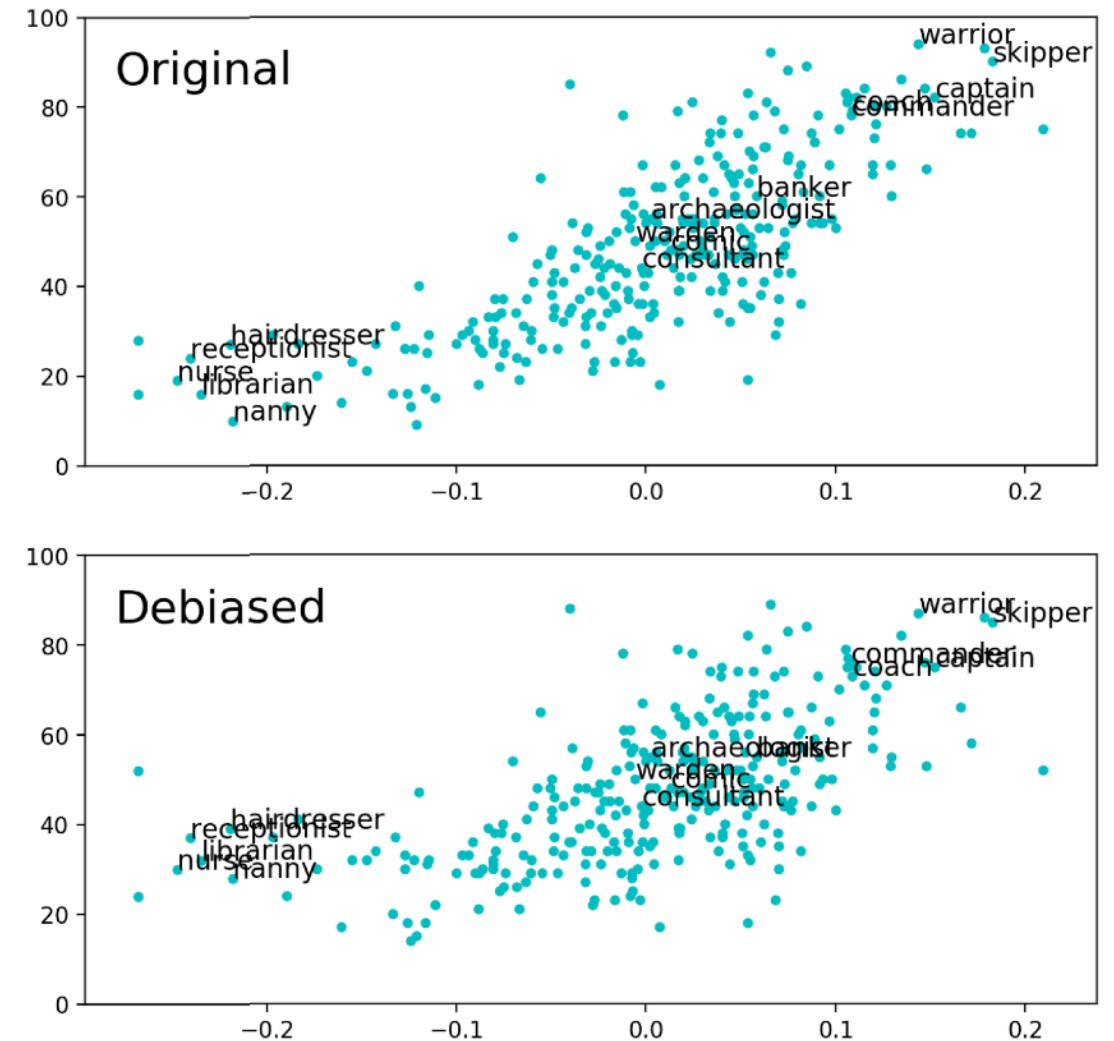 100
Original
warrior
skipper
80
captain
coach
commander
60
banker
archaeologist
warden
comic
consultant
40
hairdresser
receptionist
20
nurse
librarian
nanny
0
−0.2
−0.1
0.0
0.1
0.2
100
Debiased
warrior
skipper
80
commander
captain
coach
60
archaeologist
banker
warden
comic
consultant
40
hairdresser
receptionist
librarian
nurse
nanny
20
0
−0.2
−0.1
0.0
0.1
0.2